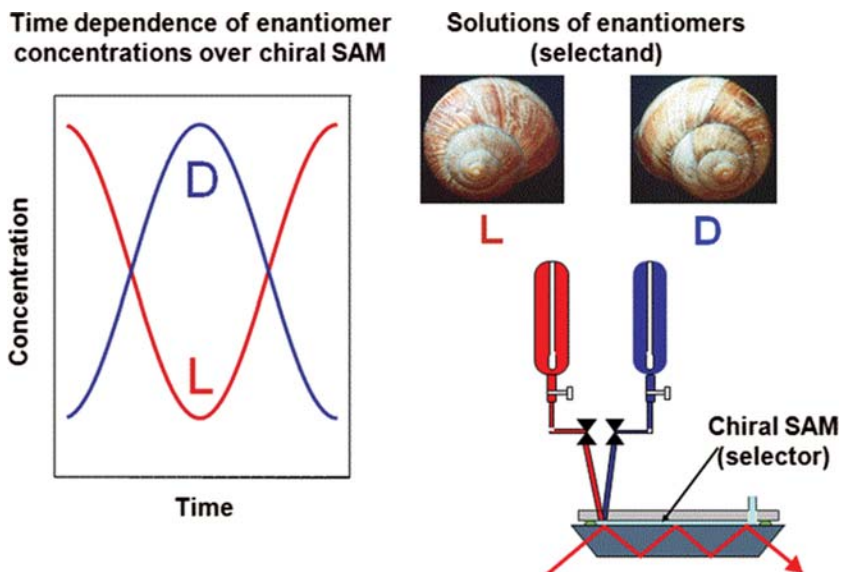 Time dependence of enantiomer
concentrations over chiral SAM
Concentration
D
L
Time
Solutions of enantiomers
(selectand)
L
D
Chiral SAM
(selector)